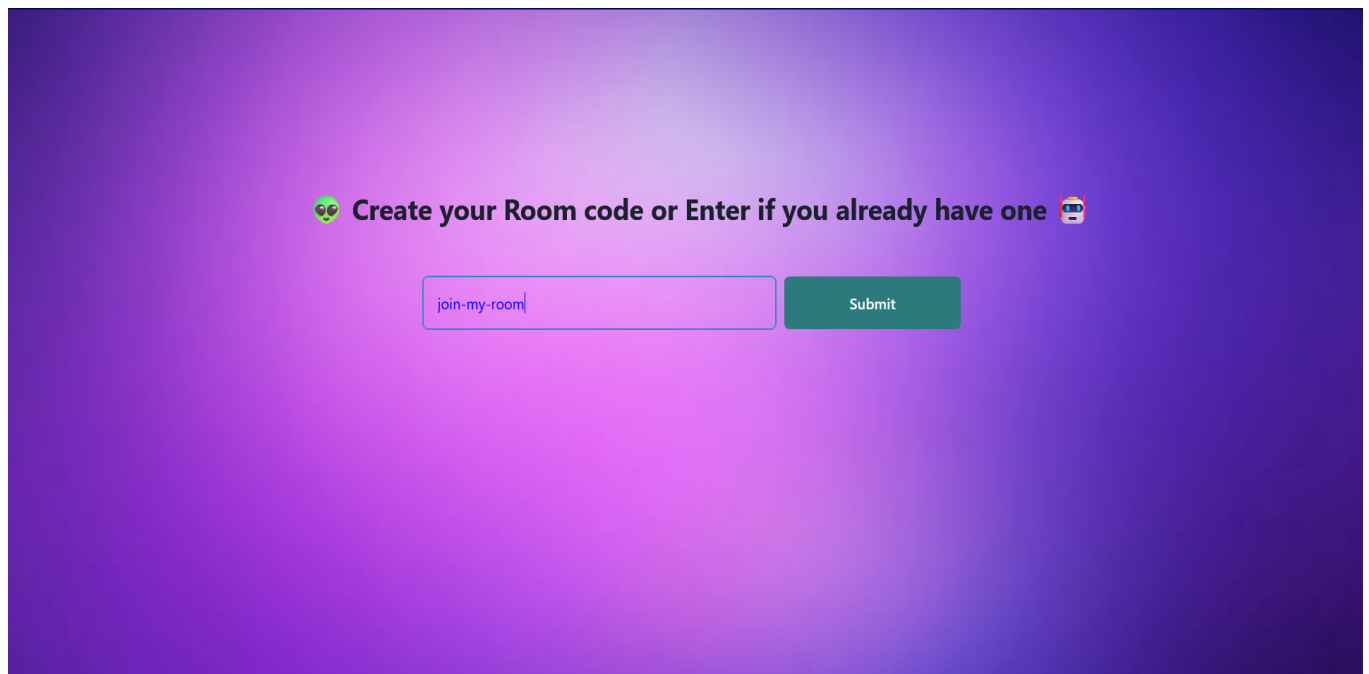 👽 Create your Room code or Enter if you already have one 🤖
join-my-room
Submit